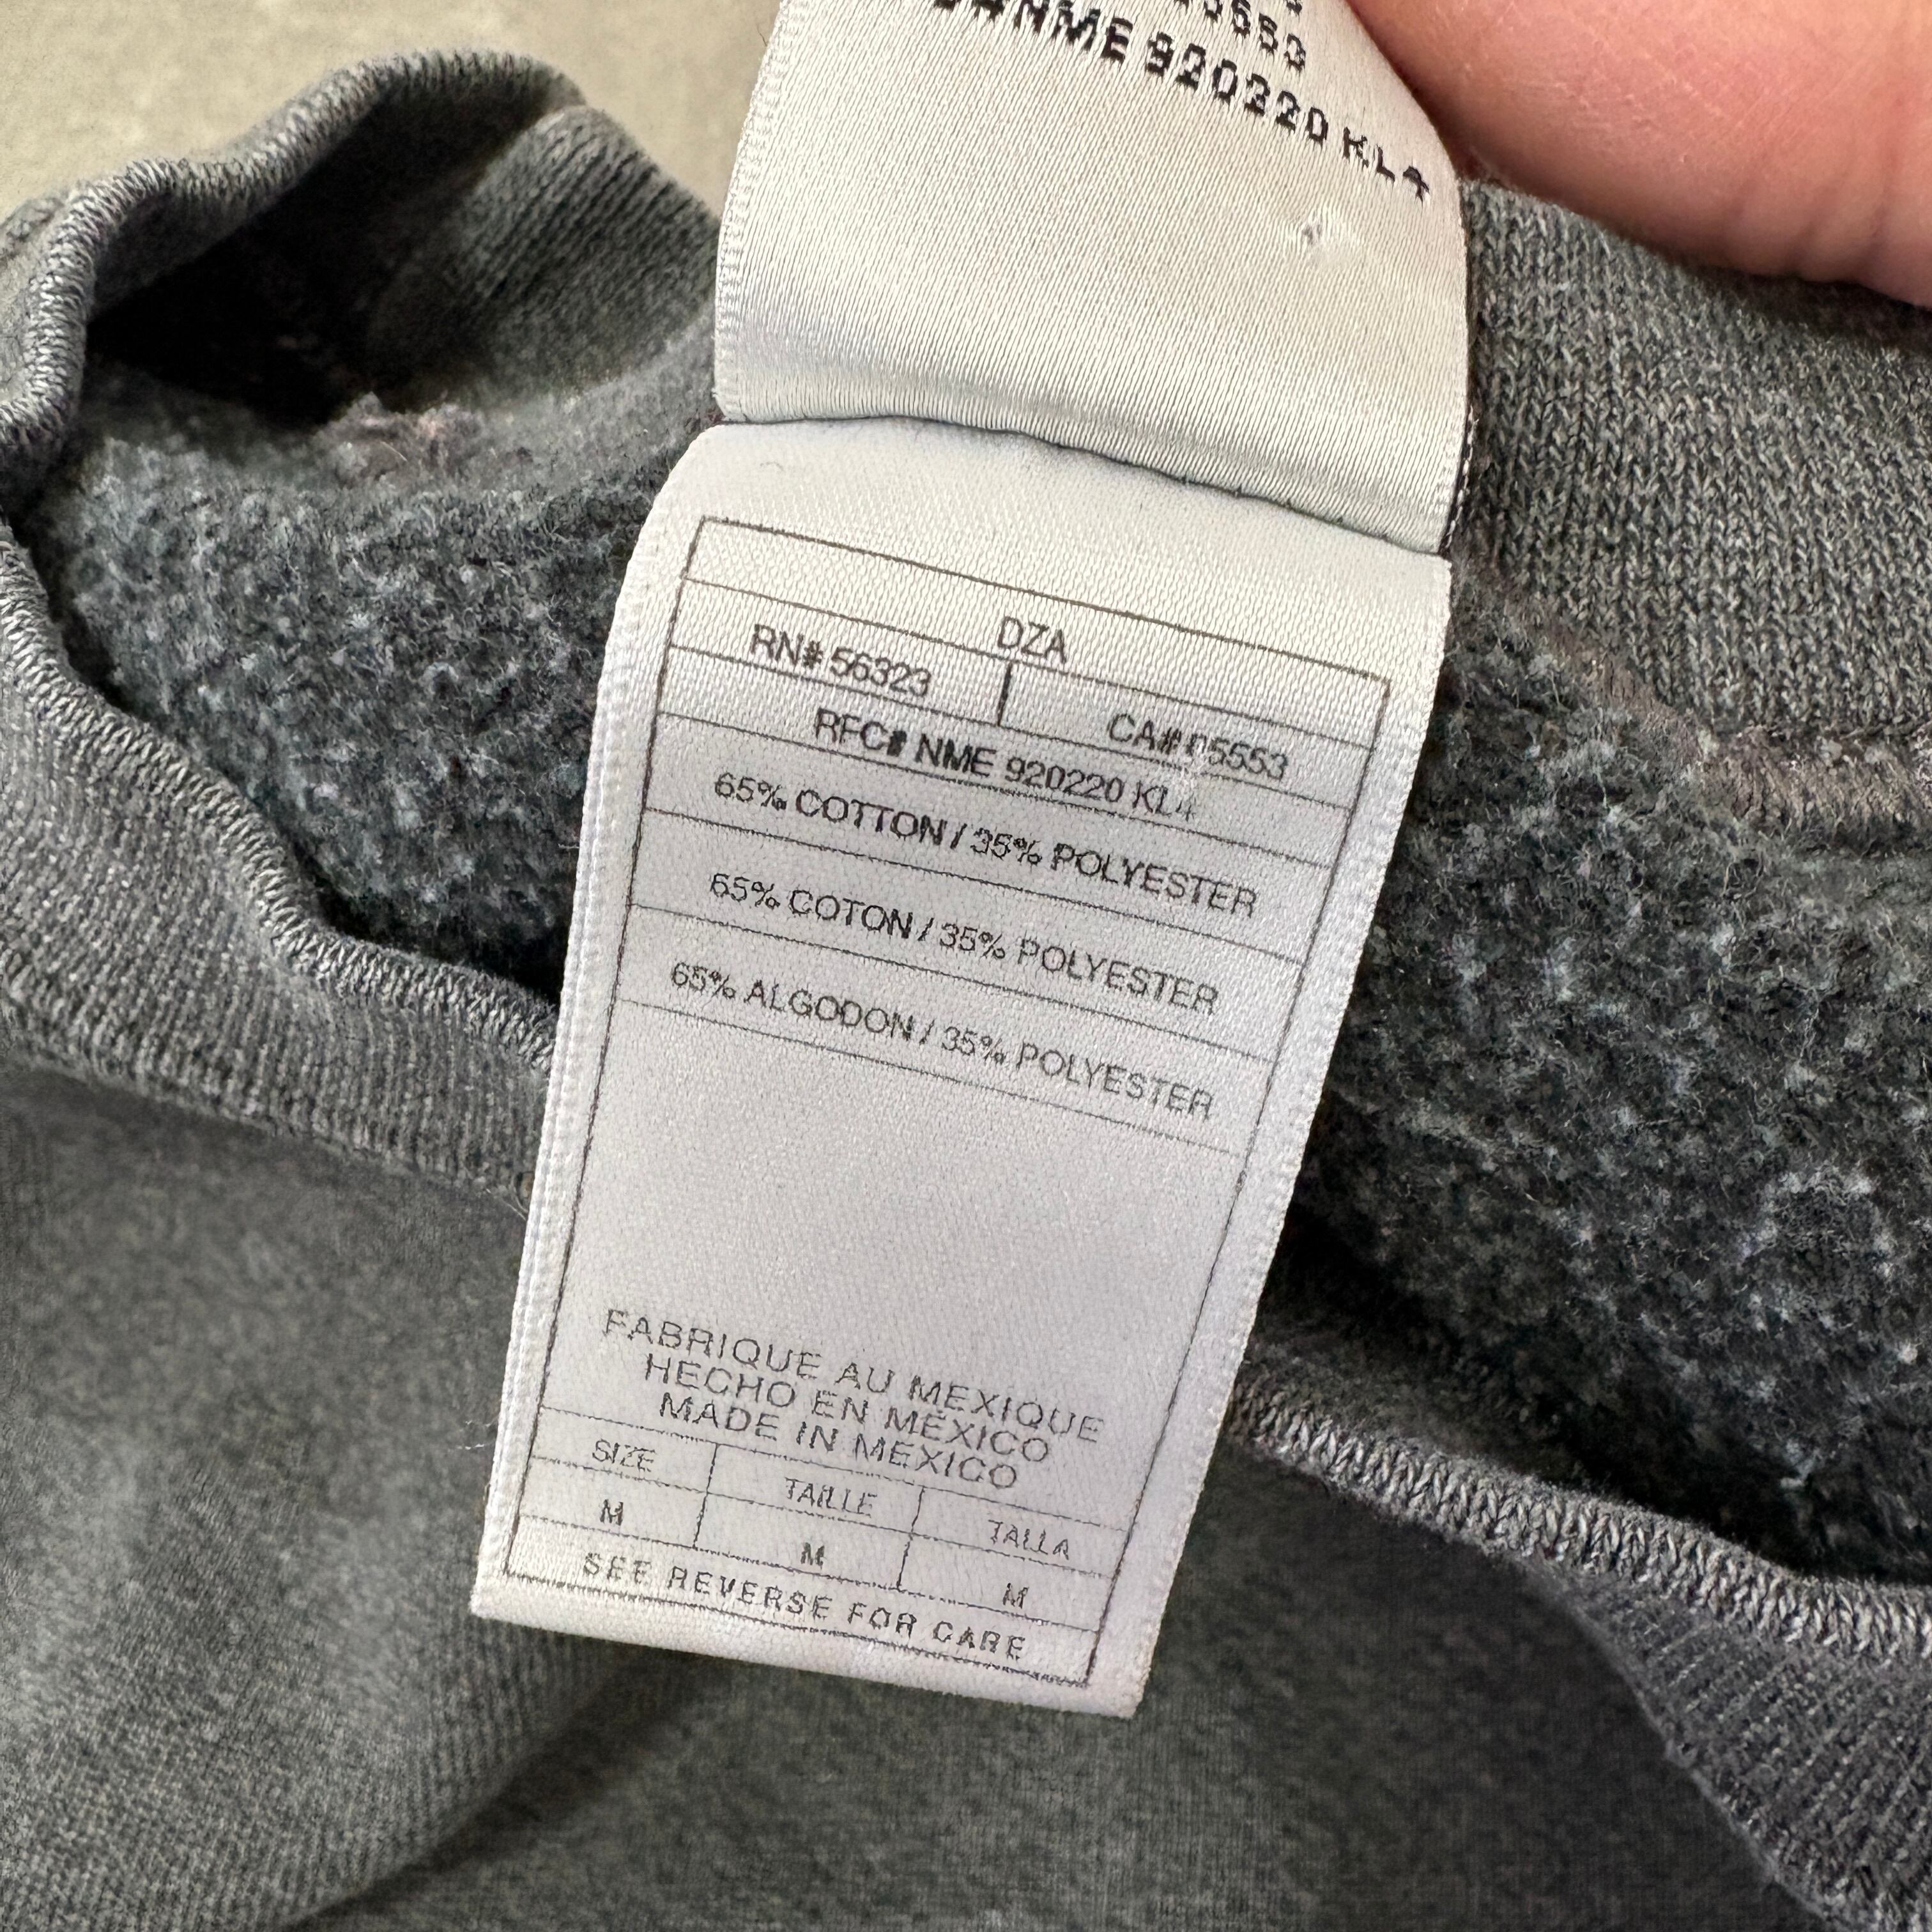 NME 920220 KL4
DZA
RN# 56323
CA# 05553
RFC# NME 920220 KL4
65% COTTON / 35% POLYESTER
65% COTON / 35% POLYESTER
65% ALGODON / 35% POLYESTER
FABRIQUE AU MEXIQUE
HECHO EN MÉXICO
MADE IN MEXICO
SIZE TAILLE TALLA
M M M
SEE REVERSE FOR CARE